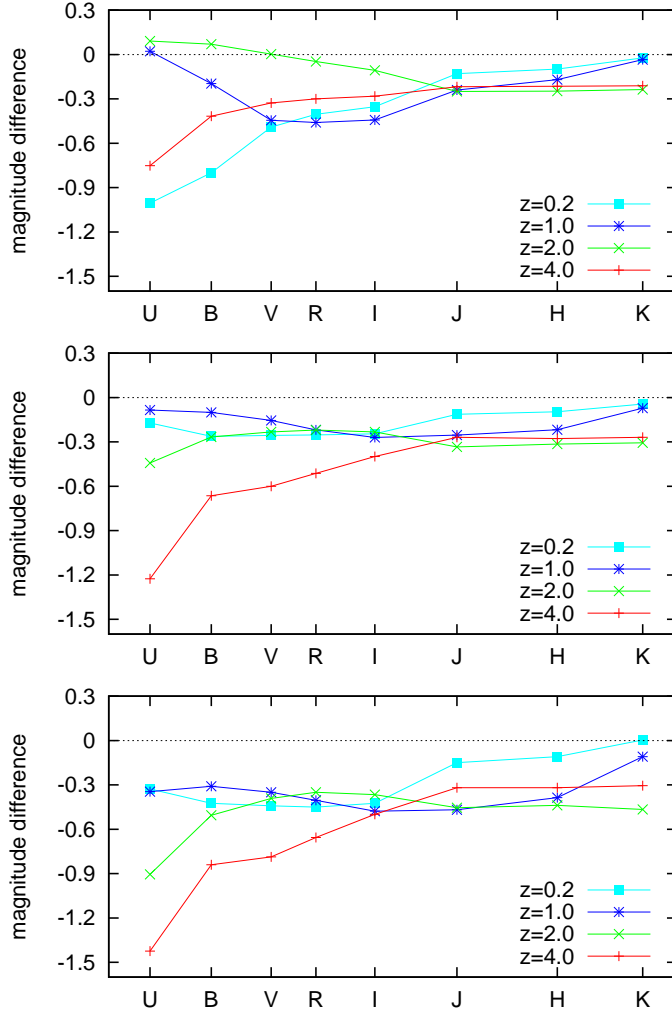 0.3
0
-0.3
-0.6
-0.9
-1.2
-1.5
magnitude difference
z=0.2
z=1.0
z=2.0
z=4.0
U B V R I J H K
0.3
0
-0.3
-0.6
-0.9
-1.2
-1.5
magnitude difference
z=0.2
z=1.0
z=2.0
z=4.0
U B V R I J H K
0.3
0
-0.3
-0.6
-0.9
-1.2
-1.5
magnitude difference
z=0.2
z=1.0
z=2.0
z=4.0
U B V R I J H K